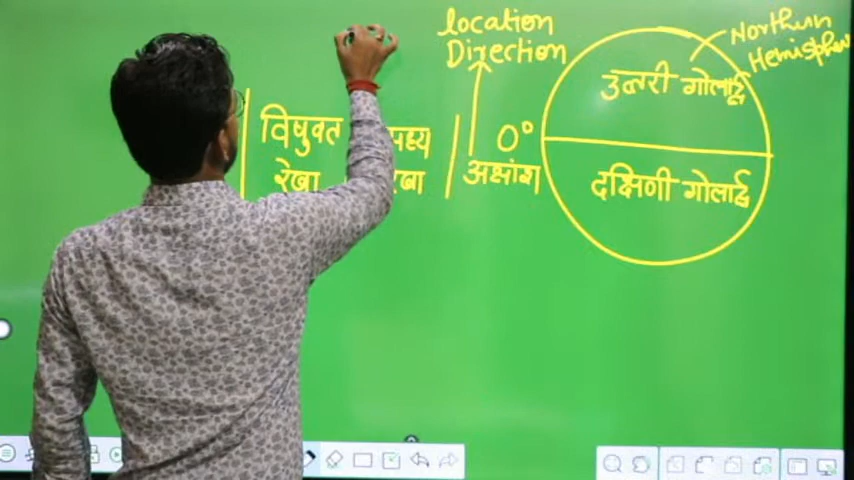 location
Direction
Northern
Hemisphere
उत्तरी गोलार्द्ध
विषुवत
रेखा
0°
अक्षांश
दक्षिणी गोलार्द्ध